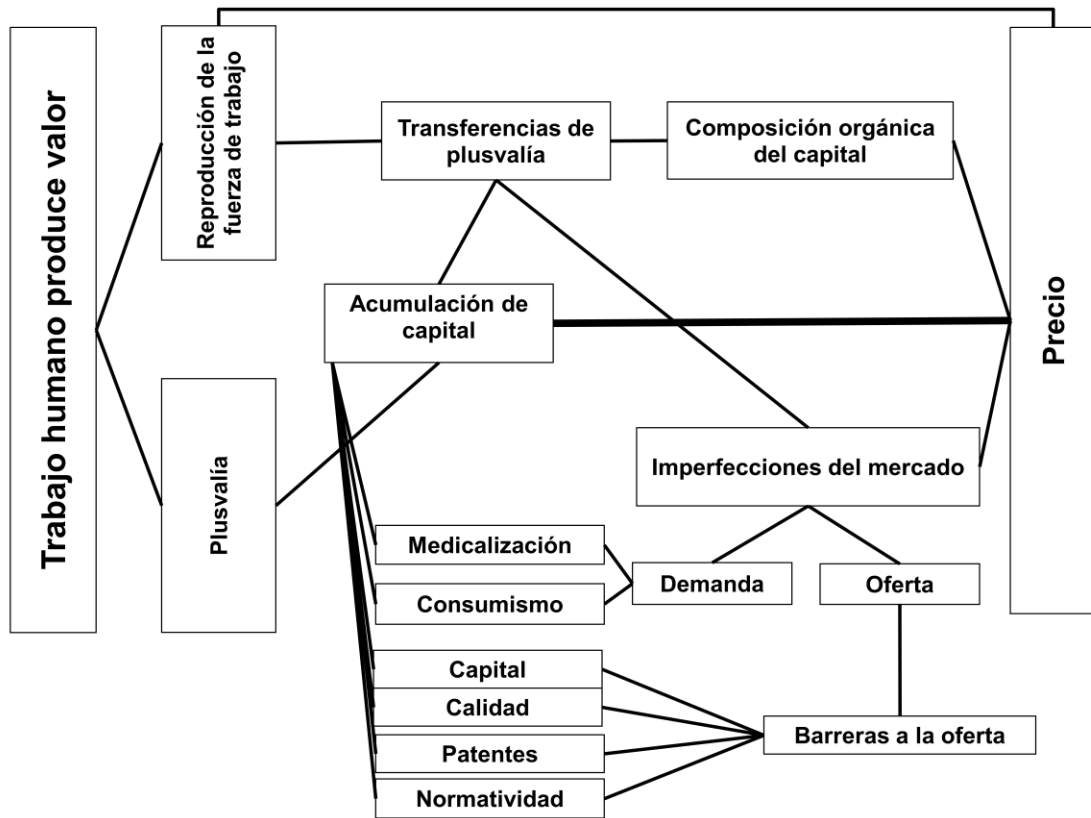 Trabajo humano produce valor
Reproducción de la
fuerza de trabajo
Plusvalía
Transferencias de
plusvalía
Composición orgánica
del capital
Acumulación de
capital
Precio
Imperfecciones del mercado
Medicalización
Consumismo
Demanda
Oferta
Capital
Calidad
Patentes
Normatividad
Barreras a la oferta